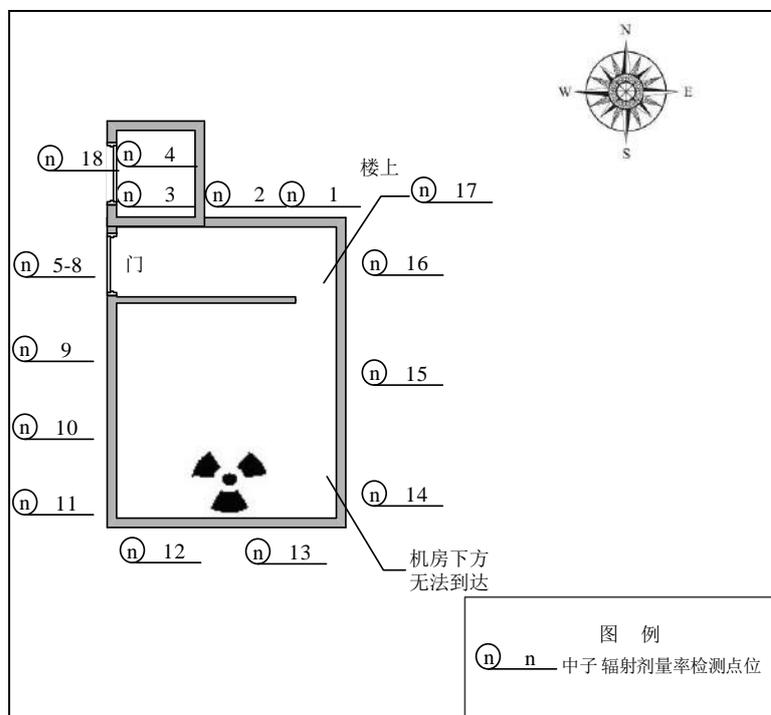 N
W E
S
n 18
n 4
n 3
n 2
n 1
楼上
n 17
n 5-8
门
n 16
n 9
n 15
n 10
n 14
n 11
n 12
n 13
机房下方
无法到达
图 例
n n 中子辐射剂量率检测点位